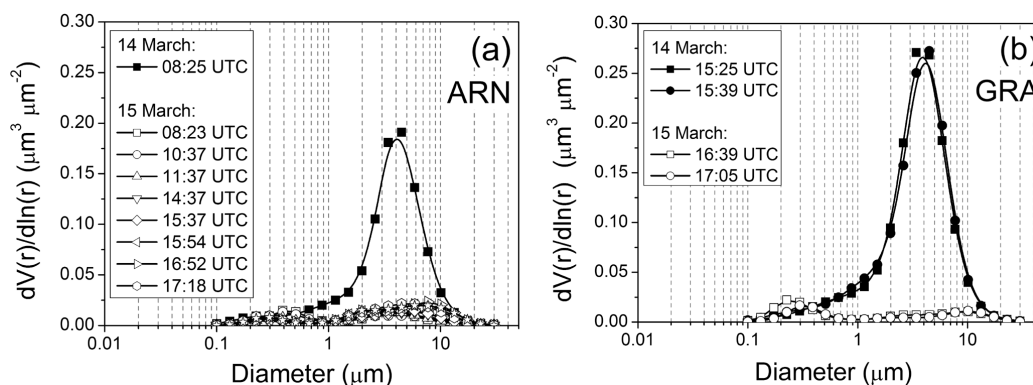 (a)
ARN
14 March:
08:25 UTC
15 March:
08:23 UTC
10:37 UTC
11:37 UTC
14:37 UTC
15:37 UTC
15:54 UTC
16:52 UTC
17:18 UTC
dV(r)/dln(r) (μm³ μm⁻²)
0.30
0.25
0.20
0.15
0.10
0.05
0.00
0.01 0.1 1 10
Diameter (μm)
(b)
GRA
14 March:
15:25 UTC
15:39 UTC
15 March:
16:39 UTC
17:05 UTC
dV(r)/dln(r) (μm³ μm⁻²)
0.30
0.25
0.20
0.15
0.10
0.05
0.00
0.01 0.1 1 10
Diameter (μm)